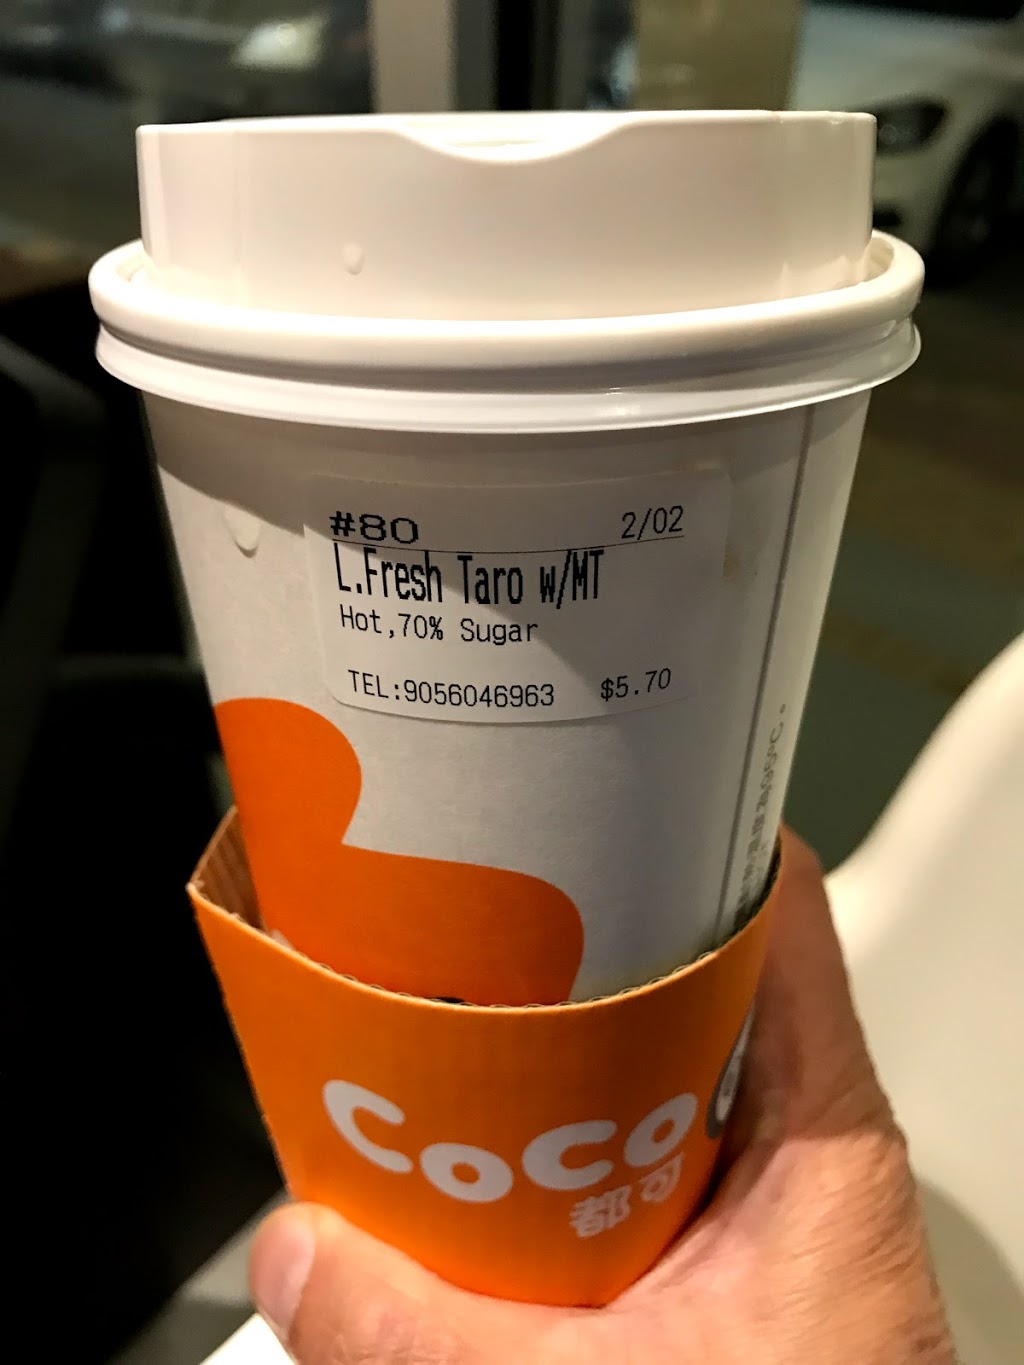 #80 2/02
L.Fresh Taro w/MT
Hot,70% Sugar
TEL:9056046963 $5.70
CoCo
都可